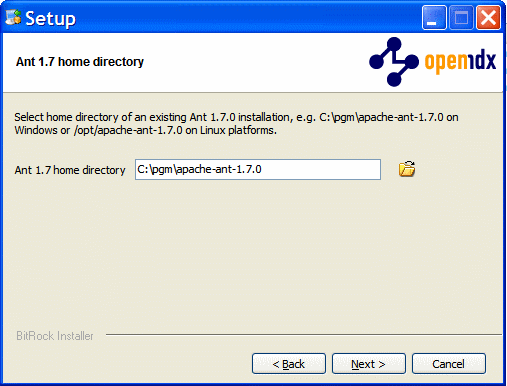 Setup
Ant 1.7 home directory
openmdx
Select home directory of an existing Ant 1.7.0 installation, e.g. C:\pgm\apache-ant-1.7.0 on
Windows or /opt/apache-ant-1.7.0 on Linux platforms.
Ant 1.7 home directory C:\pgm\apache-ant-1.7.0
BitRock Installer
< Back Next > Cancel